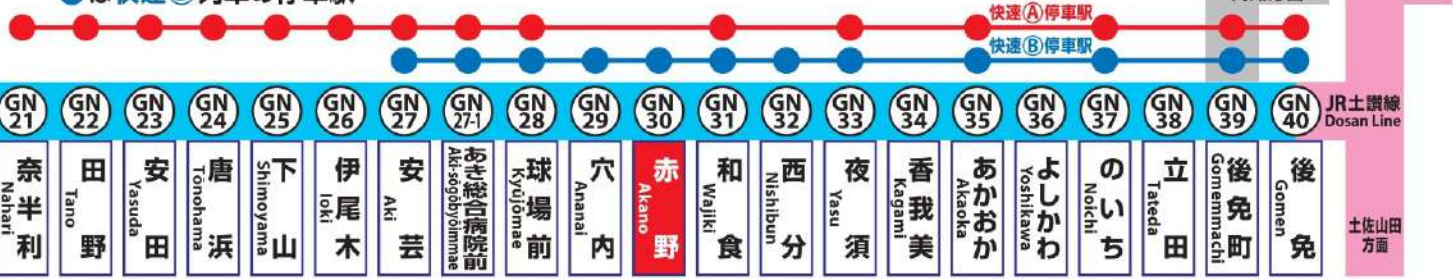 快速Ⓐ停車駅
快速Ⓑ停車駅
GN 21
GN 22
GN 23
GN 24
GN 25
GN 26
GN 27
GN 27-1
GN 28
GN 29
GN 30
GN 31
GN 32
GN 33
GN 34
GN 35
GN 36
GN 37
GN 38
GN 39
GN 40
JR土讃線
Dosan Line
奈半利
Nahari
田野
Tano
安田
Yasuda
唐浜
Tōnohama
下山
Shimoyama
伊尾木
Ioki
安芸
Aki
あき総合病院前
Aki-sōgōbyōimmae
球場前
Kyūjōmae
穴内
Ananai
赤野
Akano
和食
Wajiki
西分
Nishibun
夜須
Yasu
香我美
Kagami
あかおか
Akaoka
よしかわ
Yoshikawa
のいち
Noichi
立田
Tateda
後免町
Gomemmachi
後免
Gomen
土佐山田
方面